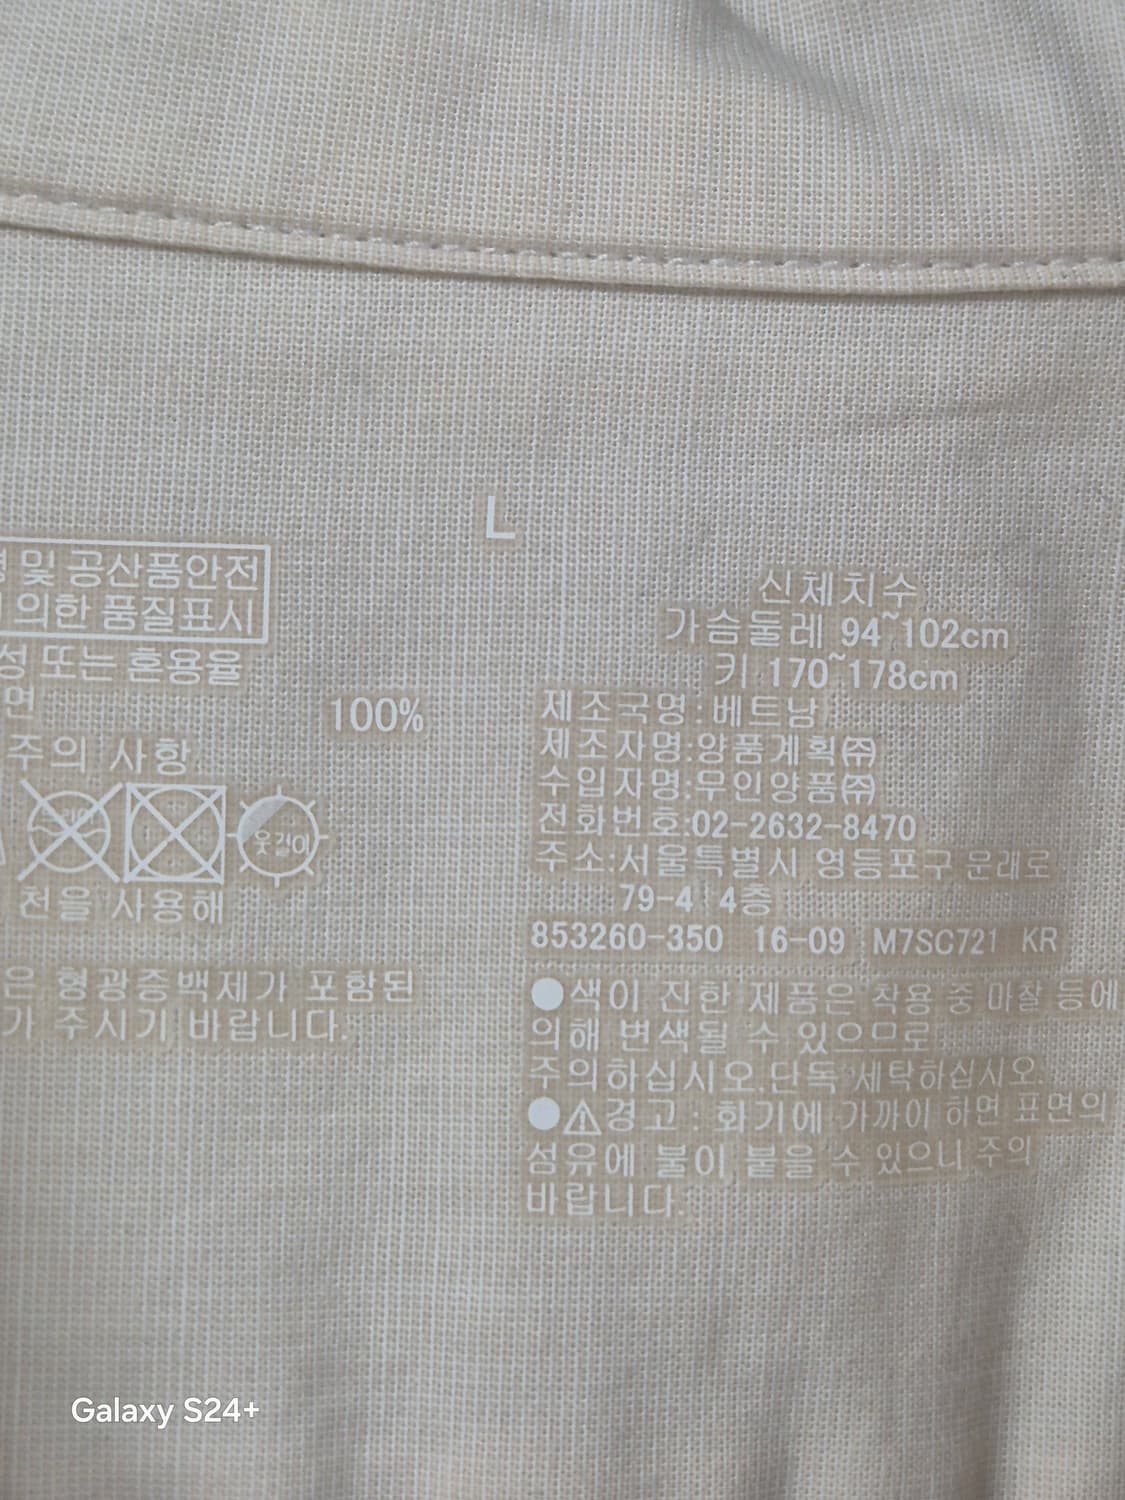 L
및 공산품안전
의한 품질표시
성 또는 혼용율
면 100%
주의 사항
옷걸이
천을 사용해
은 형광증백제가 포함된
가 주시기 바랍니다.
신체치수
가슴둘레 94~102cm
키 170~178cm
제조국명:베트남
제조자명:양품계획㈜
수입자명:무인양품㈜
전화번호:02-2632-8470
주소:서울특별시 영등포구 문래로
79-4 4층
853260-350 16-09 M7SC721 KR
●색이 진한 제품은 착용 중 마찰 등에
의해 변색될 수 있으므로
주의하십시오.단독 세탁하십시오.
●⚠경고 : 화기에 가까이 하면 표면의
섬유에 불이 붙을 수 있으니 주의
바랍니다.
Galaxy S24+